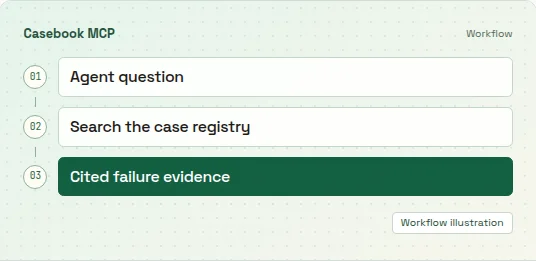 Casebook MCP
Workflow
01
Agent question
02
Search the case registry
03
Cited failure evidence
Workflow illustration